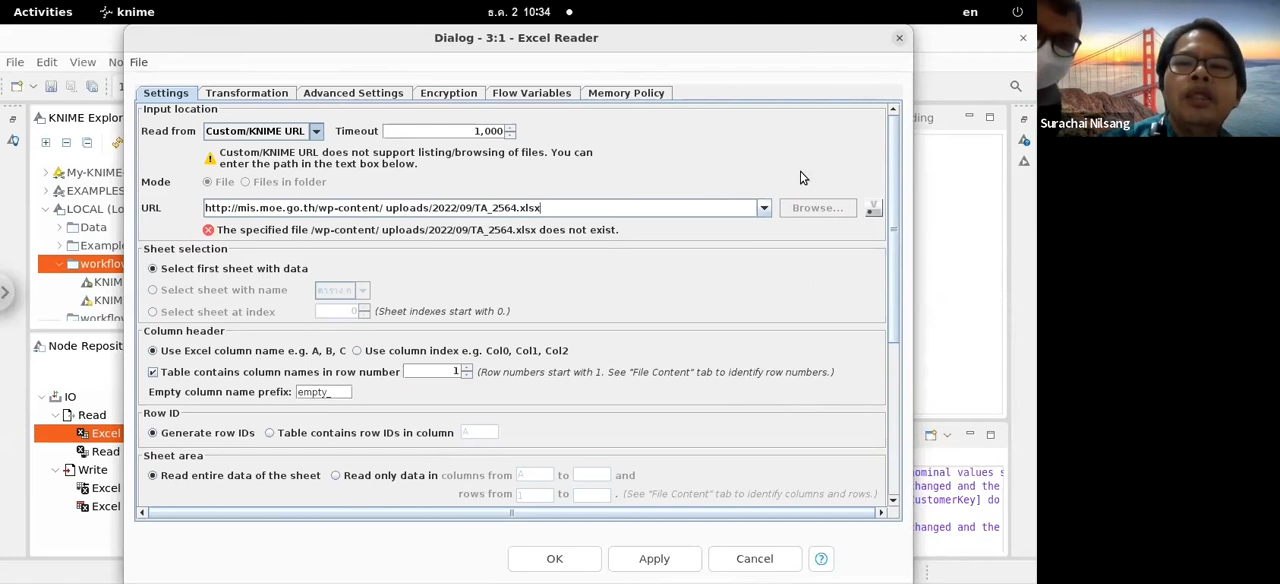 Activities knime ธ.ค. 2 10:34 en
Dialog - 3:1 - Excel Reader
File Edit View No
File
Settings Transformation Advanced Settings Encryption Flow Variables Memory Policy
Input location
Read from Custom/KNIME URL Timeout 1,000
Custom/KNIME URL does not support listing/browsing of files. You can
enter the path in the text box below.
Mode File Files in folder
URL http://mis.moe.go.th/wp-content/ uploads/2022/09/TA_2564.xlsx Browse... V
The specified file /wp-content/ uploads/2022/09/TA_2564.xlsx does not exist.
Sheet selection
Select first sheet with data
Select sheet with name
Select sheet at index 0 (Sheet indexes start with 0.)
Column header
Use Excel column name e.g. A, B, C Use column index e.g. Col0, Col1, Col2
Table contains column names in row number 1 (Row numbers start with 1. See "File Content" tab to identify row numbers.)
Empty column name prefix: empty_
Row ID
Generate row IDs Table contains row IDs in column A
Sheet area
Read entire data of the sheet Read only data in columns from A to and
rows from 1 to . (See "File Content" tab to identify columns and rows.)
OK Apply Cancel ?
KNIME Explor
My-KNIME
EXAMPLES
LOCAL (Lo
Data
Example
workflow
KNIM
KNIM
workflow
Node Reposit
IO
Read
Excel
Read
Write
Excel
Excel
ding
ominal values s
hanged and the
CustomerKey] do
hanged and the
Surachai Nilsang